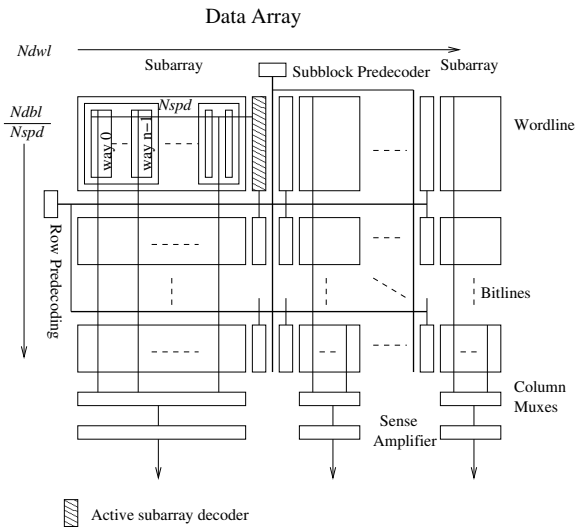 Data Array
Ndwl
Subarray
Subblock Predecoder
Subarray
Ndbl
Nspd
Nspd
way 0
way n-1
Wordline
Row Predecoding
Bitlines
Column
Muxes
Sense
Amplifier
Active subarray decoder